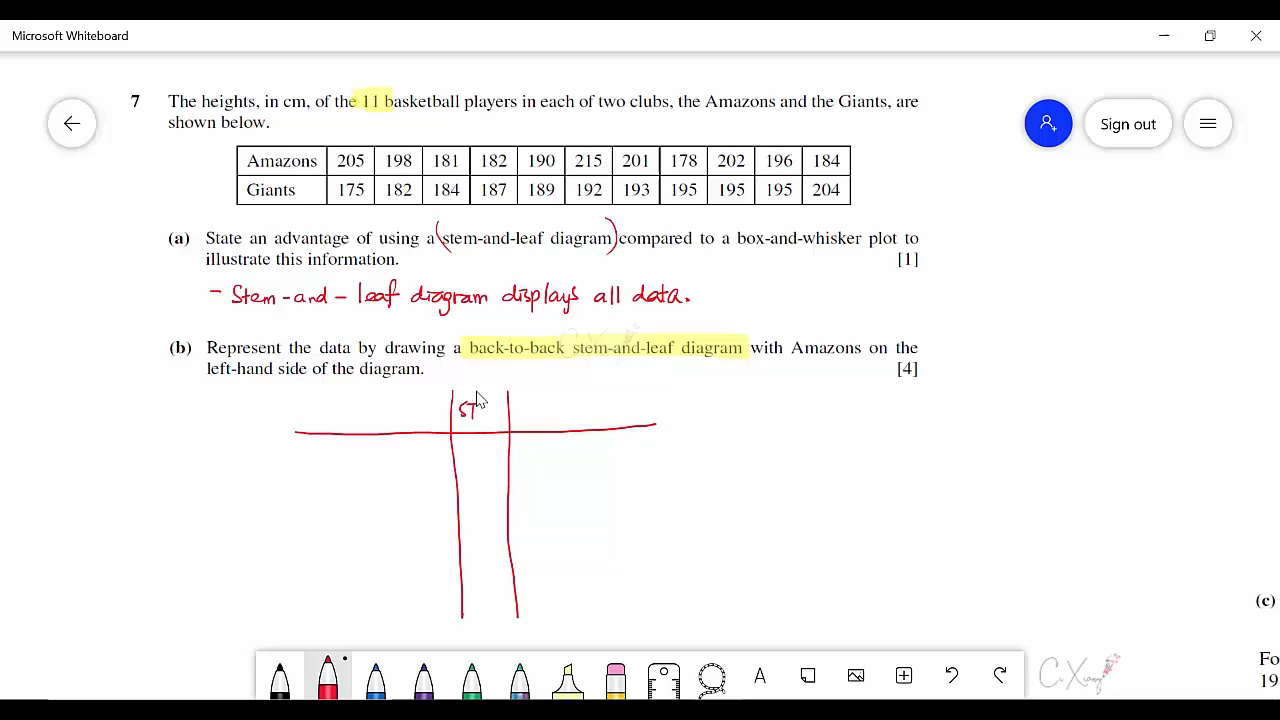 Microsoft Whiteboard
7 The heights, in cm, of the 11 basketball players in each of two clubs, the Amazons and the Giants, are
shown below.
Sign out
Amazons 205 198 181 182 190 215 201 178 202 196 184
Giants 175 182 184 187 189 192 193 195 195 195 204
(a) State an advantage of using a (stem-and-leaf diagram) compared to a box-and-whisker plot to
illustrate this information. [1]
- Stem-and-leaf diagram displays all data.
(b) Represent the data by drawing a back-to-back stem-and-leaf diagram with Amazons on the
left-hand side of the diagram. [4]
ST
(c)
Fo
19
A